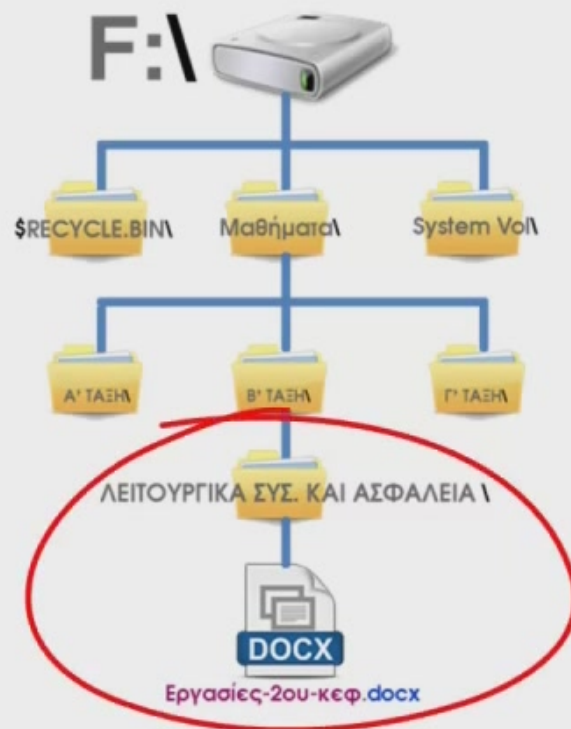 F:\
$RECYCLE.BIN\ Μαθήματα\ System Vol\
Α' ΤΑΞΗ\ Β' ΤΑΞΗ\ Γ' ΤΑΞΗ\
ΛΕΙΤΟΥΡΓΙΚΑ ΣΥΣ. ΚΑΙ ΑΣΦΑΛΕΙΑ \
DOCX
Εργασίες-2ου-κεφ.docx